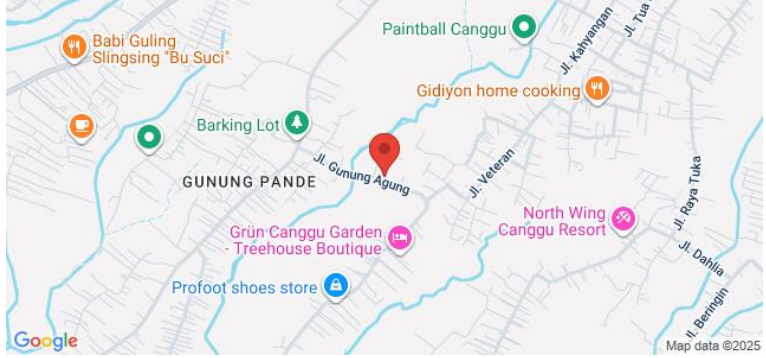 Paintball Canggu
Jl. Kahyangan
Jl. Tua
Babi Guling
Slingsing "Bu Suci"
Gidiyon home cooking
Barking Lot
Jl. Gunung Agung
GUNUNG PANDE
Jl. Veteran
Jl. Raya Tuka
North Wing
Canggu Resort
Grün Canggu Garden
- Treehouse Boutique
Jl. Dahlia
Profoot shoes store
Jl. Beringin
Google
Map data ©2025